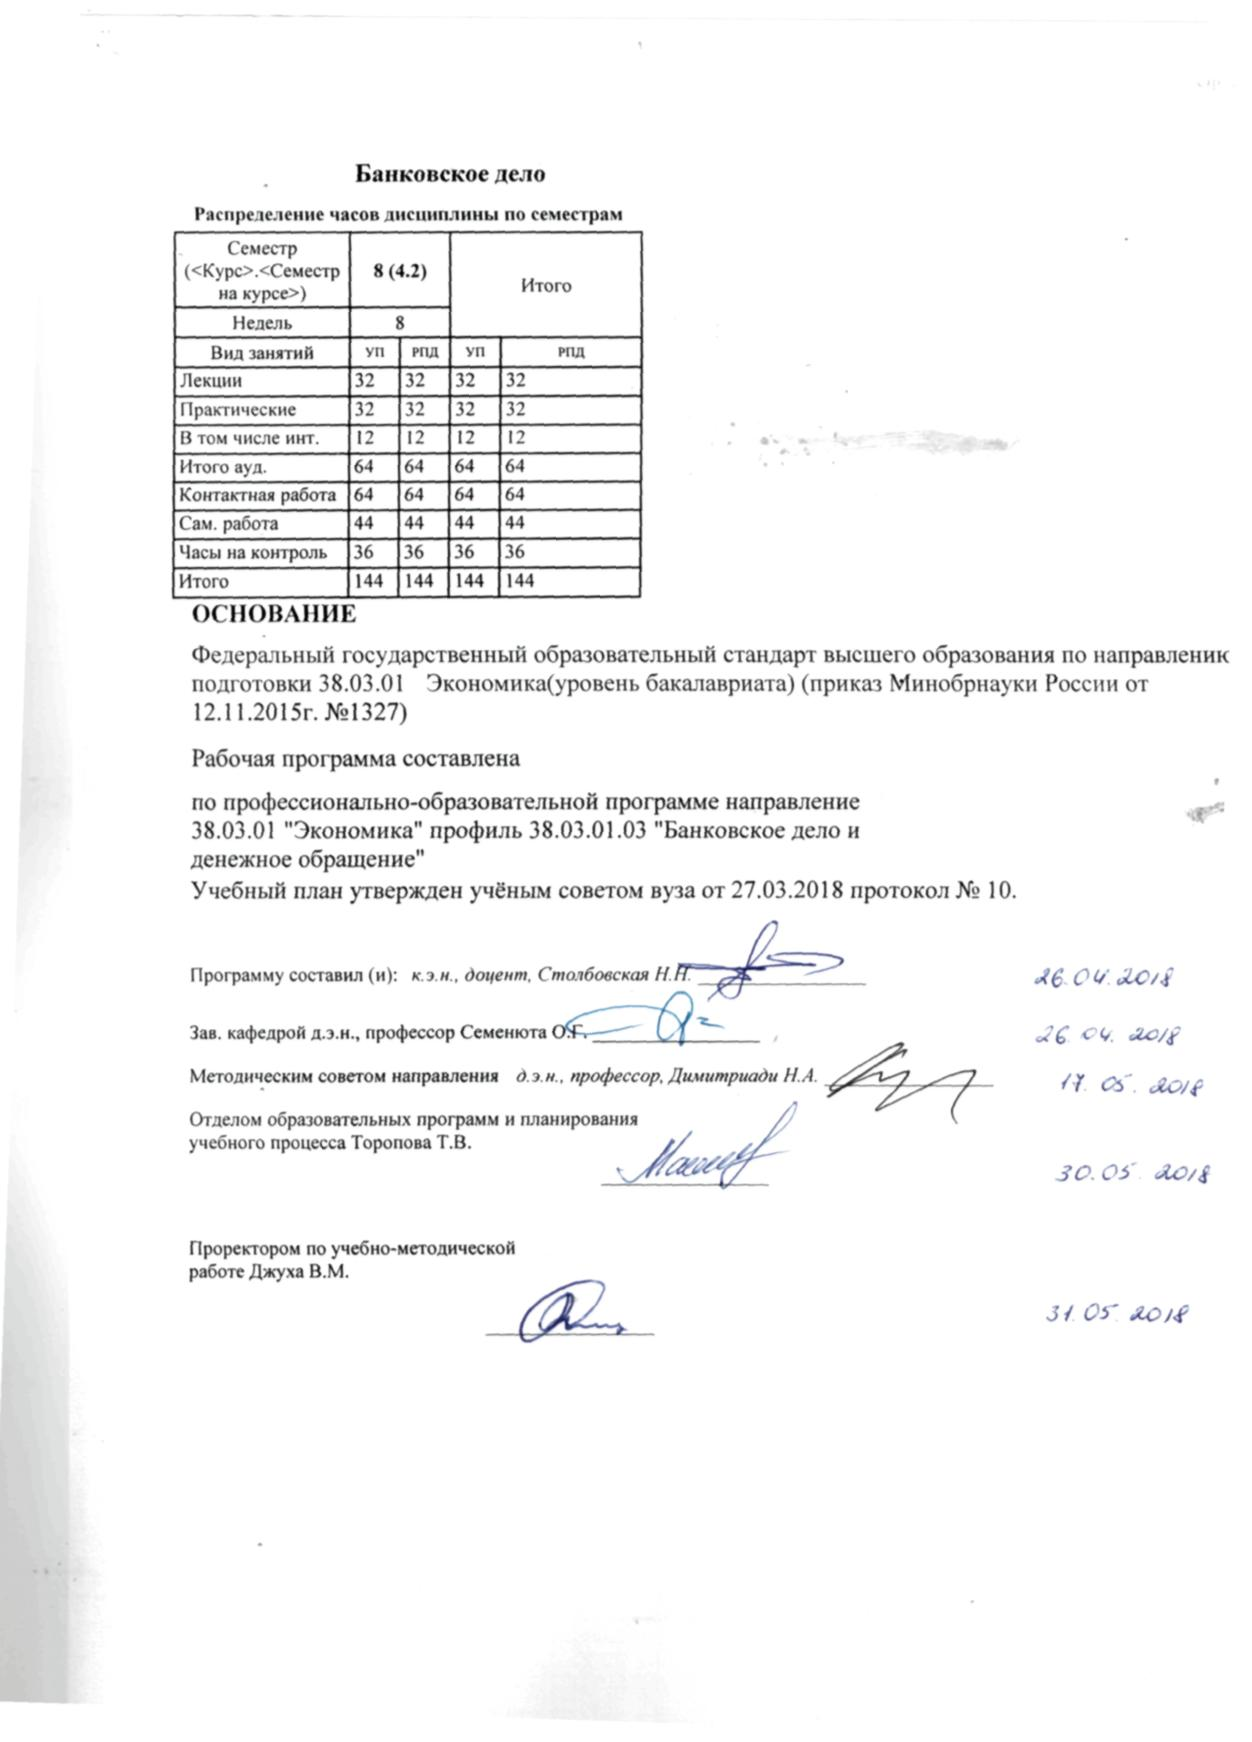 Банковское дело
Распределение часов дисциплины по семестрам
Семестр
(<Курс>.<Семестр
на курсе>)
8 (4.2)
Итого
Недель 8
Вид занятий УП РПД УП РПД
Лекции 32 32 32 32
Практические 32 32 32 32
В том числе инт. 12 12 12 12
Итого ауд. 64 64 64 64
Контактная работа 64 64 64 64
Сам. работа 44 44 44 44
Часы на контроль 36 36 36 36
Итого 144 144 144 144
ОСНОВАНИЕ
Федеральный государственный образовательный стандарт высшего образования по направлению
подготовки 38.03.01 Экономика(уровень бакалавриата) (приказ Минобрнауки России от
12.11.2015г. №1327)
Рабочая программа составлена
по профессионально-образовательной программе направление
38.03.01 "Экономика" профиль 38.03.01.03 "Банковское дело и
денежное обращение"
Учебный план утвержден учёным советом вуза от 27.03.2018 протокол № 10.
Программу составил (и): к.э.н., доцент, Столбовская Н.Н. 26.04.2018
Зав. кафедрой д.э.н., профессор Семенюта О.Г. 26.04.2018
Методическим советом направления д.э.н., профессор, Димитриади Н.А. 17.05.2018
Отделом образовательных программ и планирования
учебного процесса Торопова Т.В.
30.05.2018
Проректором по учебно-методической
работе Джуха В.М.
31.05.2018